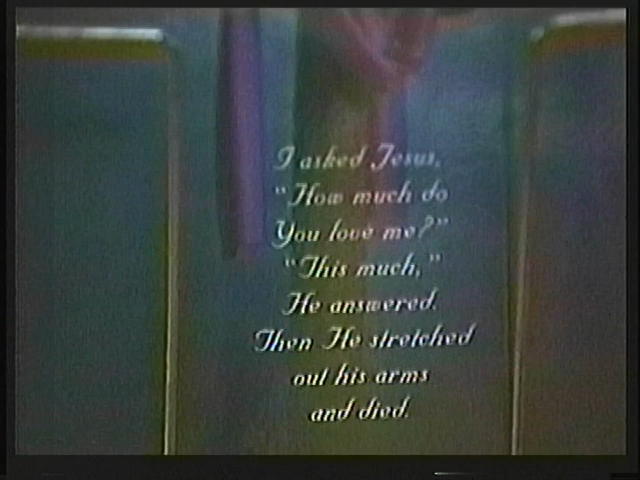 I asked Jesus,
"How much do
You love me?"
"This much,"
He answered.
Then He stretched
out his arms
and died.